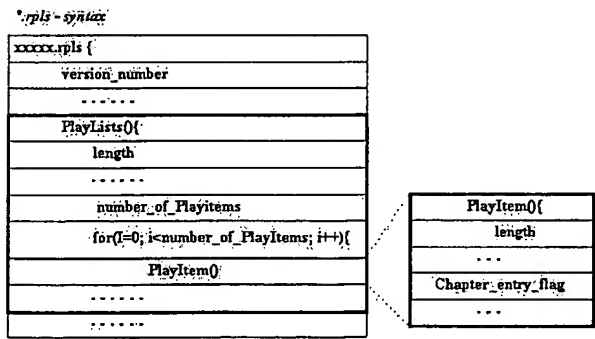 *.rpls - syntax
xxxxx.rpls {
version_number
......
PlayLists(){
length
......
number_of_Playitems
for(I=0; i<number_of_PlayItems; i++){
PlayItem()
......
......
PlayItem(){
length
...
Chapter_entry_flag
...